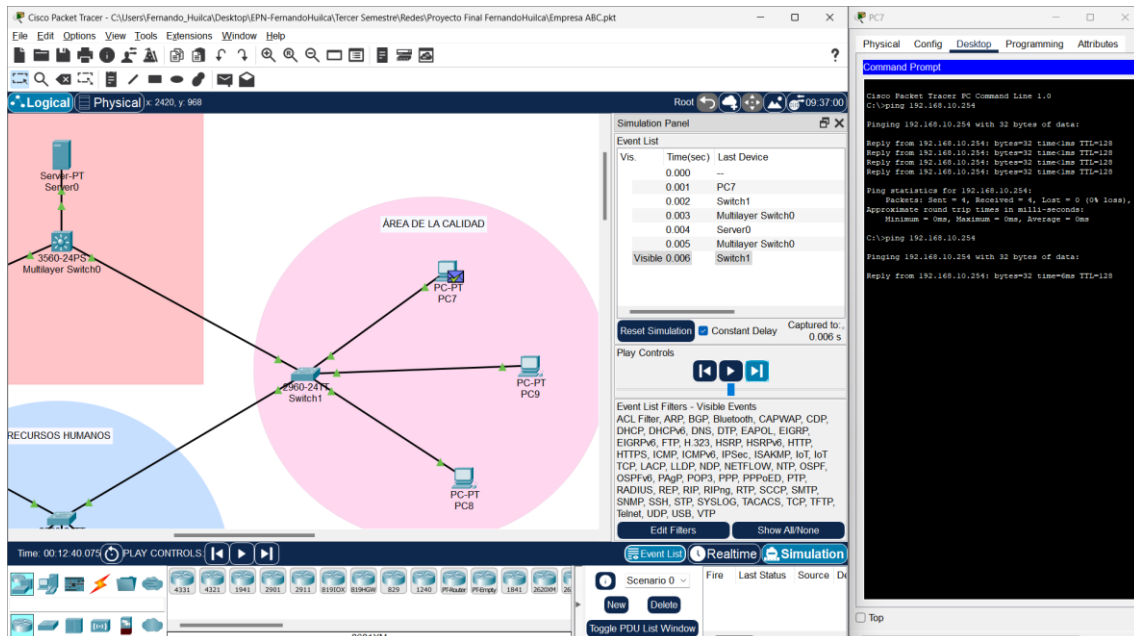 Cisco Packet Tracer - C:\Users\Fernando_Huilca\Desktop\EPN-FernandoHuilca\Tercer Semestre\Redes\Proyecto Final FernandoHuilca\Empresa ABC.pkt
File Edit Options View Tools Extensions Window Help
?
Logical Physical x: 2420, y: 968 Root 09:37:00
Server-PT
Server0
3560-24PS
Multilayer Switch0
ÁREA DE LA CALIDAD
PC-PT
PC7
PC-PT
PC9
2960-24TT
Switch1
PC-PT
PC8
RECURSOS HUMANOS
Simulation Panel
Event List
Vis. Time(sec) Last Device
0.000 --
0.001 PC7
0.002 Switch1
0.003 Multilayer Switch0
0.004 Server0
0.005 Multilayer Switch0
Visible 0.006 Switch1
Reset Simulation Constant Delay Captured to:
0.006 s
Play Controls
Event List Filters - Visible Events
ACL Filter, ARP, BGP, Bluetooth, CAPWAP, CDP,
DHCP, DHCPv6, DNS, DTP, EAPOL, EIGRP,
EIGRPv6, FTP, H.323, HSRP, HSRPv6, HTTP,
HTTPS, ICMP, ICMPv6, IPSec, ISAKMP, IoT, IoT
TCP, LACP, LLDP, NDP, NETFLOW, NTP, OSPF,
OSPFv6, PAgP, POP3, PPP, PPPoED, PTP,
RADIUS, REP, RIP, RIPng, RTP, SCCP, SMTP,
SNMP, SSH, STP, SYSLOG, TACACS, TCP, TFTP,
Telnet, UDP, USB, VTP
Edit Filters Show All/None
Time: 00:12:40.075 PLAY CONTROLS: Event List Realtime Simulation
4331 4321 1941 2901 2911 819IOX 819HGW 829 1240 PT-Router PT-Empty 1841 2620XM
Scenario 0
New Delete
Toggle PDU List Window
Fire Last Status Source
PC7
Physical Config Desktop Programming Attributes
Command Prompt
Cisco Packet Tracer PC Command Line 1.0
C:\>ping 192.168.10.254
Pinging 192.168.10.254 with 32 bytes of data:
Reply from 192.168.10.254: bytes=32 time<1ms TTL=128
Reply from 192.168.10.254: bytes=32 time<1ms TTL=128
Reply from 192.168.10.254: bytes=32 time<1ms TTL=128
Reply from 192.168.10.254: bytes=32 time<1ms TTL=128
Ping statistics for 192.168.10.254:
Packets: Sent = 4, Received = 4, Lost = 0 (0% loss),
Approximate round trip times in milli-seconds:
Minimum = 0ms, Maximum = 0ms, Average = 0ms
C:\>ping 192.168.10.254
Pinging 192.168.10.254 with 32 bytes of data:
Reply from 192.168.10.254: bytes=32 time=6ms TTL=128
Top